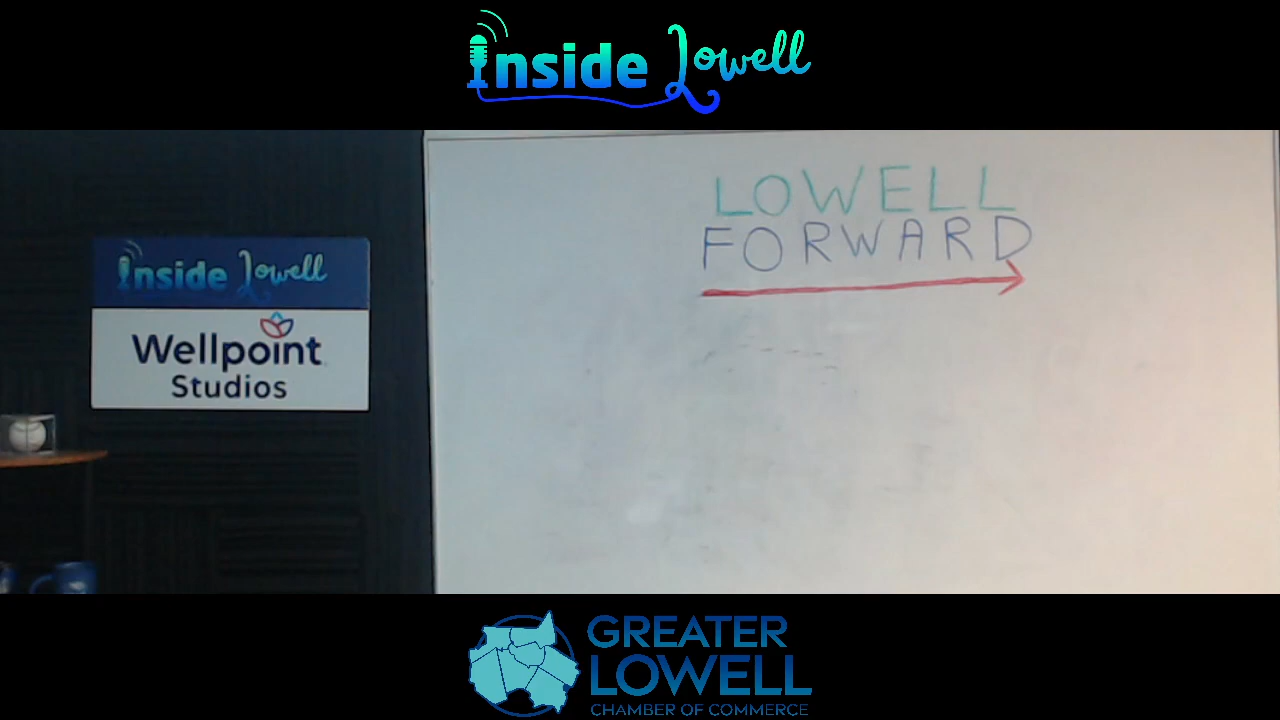 Inside Lowell
LOWELL
FORWARD
Inside Lowell
Wellpoint
Studios
GREATER
LOWELL
CHAMBER OF COMMERCE